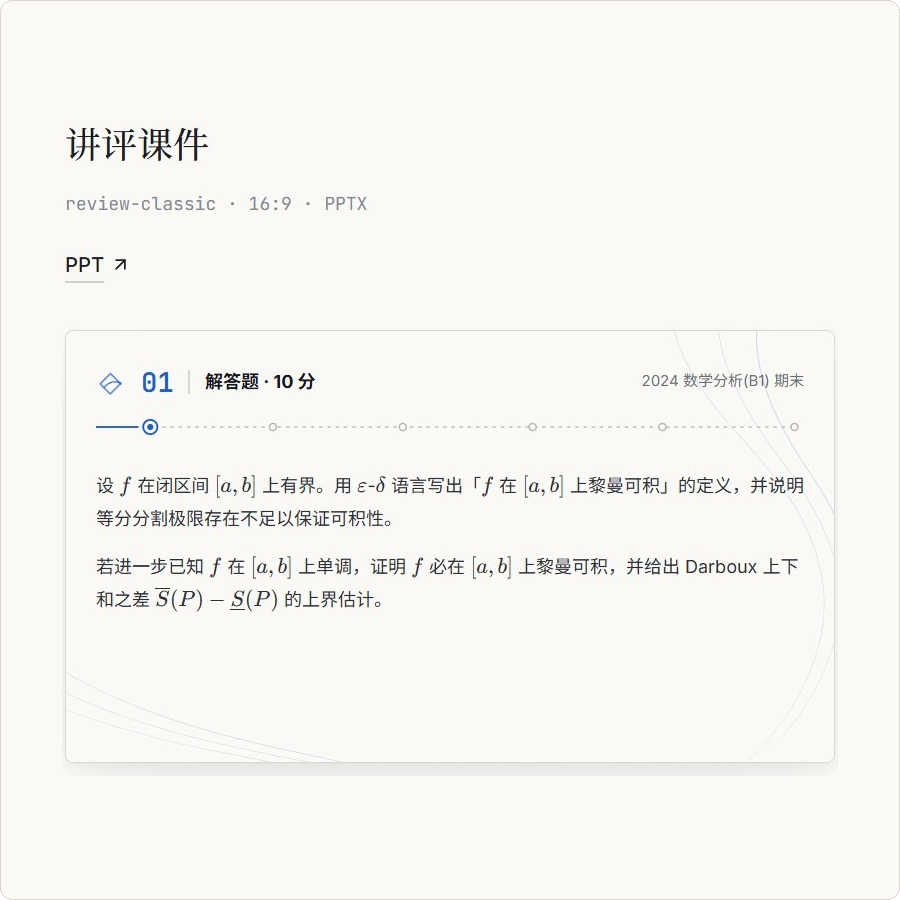 讲评课件
review-classic · 16:9 · PPTX
PPT ↗
01 解答题 · 10 分 2024 数学分析(B1) 期末
设 f 在闭区间 [a, b] 上有界。用 ε-δ 语言写出「f 在 [a, b] 上黎曼可积」的定义，并说明
等分分割极限存在不足以保证可积性。
若进一步已知 f 在 [a, b] 上单调，证明 f 必在 [a, b] 上黎曼可积，并给出 Darboux 上下
和之差 S̅(P) − S̲(P) 的上界估计。